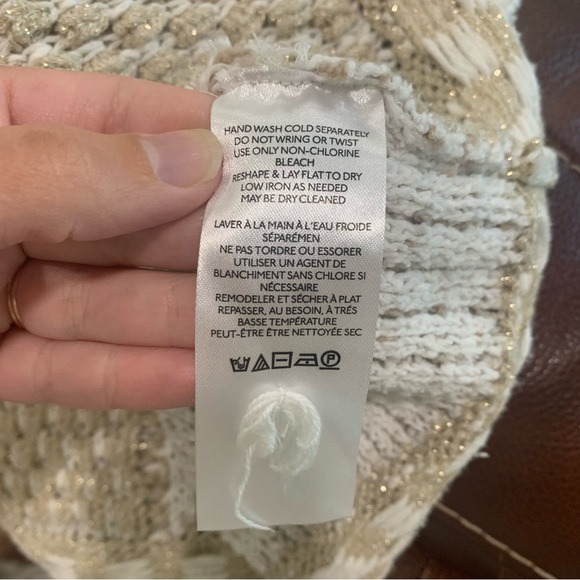 HAND WASH COLD SEPARATELY
DO NOT WRING OR TWIST
USE ONLY NON-CHLORINE
BLEACH
RESHAPE & LAY FLAT TO DRY
LOW IRON AS NEEDED
MAY BE DRY CLEANED
LAVER À LA MAIN À L'EAU FROIDE
SÉPARÉMEN
NE PAS TORDRE OU ESSORER
UTILISER UN AGENT DE
BLANCHIMENT SANS CHLORE SI
NÉCESSAIRE
REMODELER ET SÉCHER À PLAT
REPASSER, AU BESOIN, À TRÉS
BASSE TEMPÉRATURE
PEUT-ÊTRE ÊTRE NETTOYÉE SEC